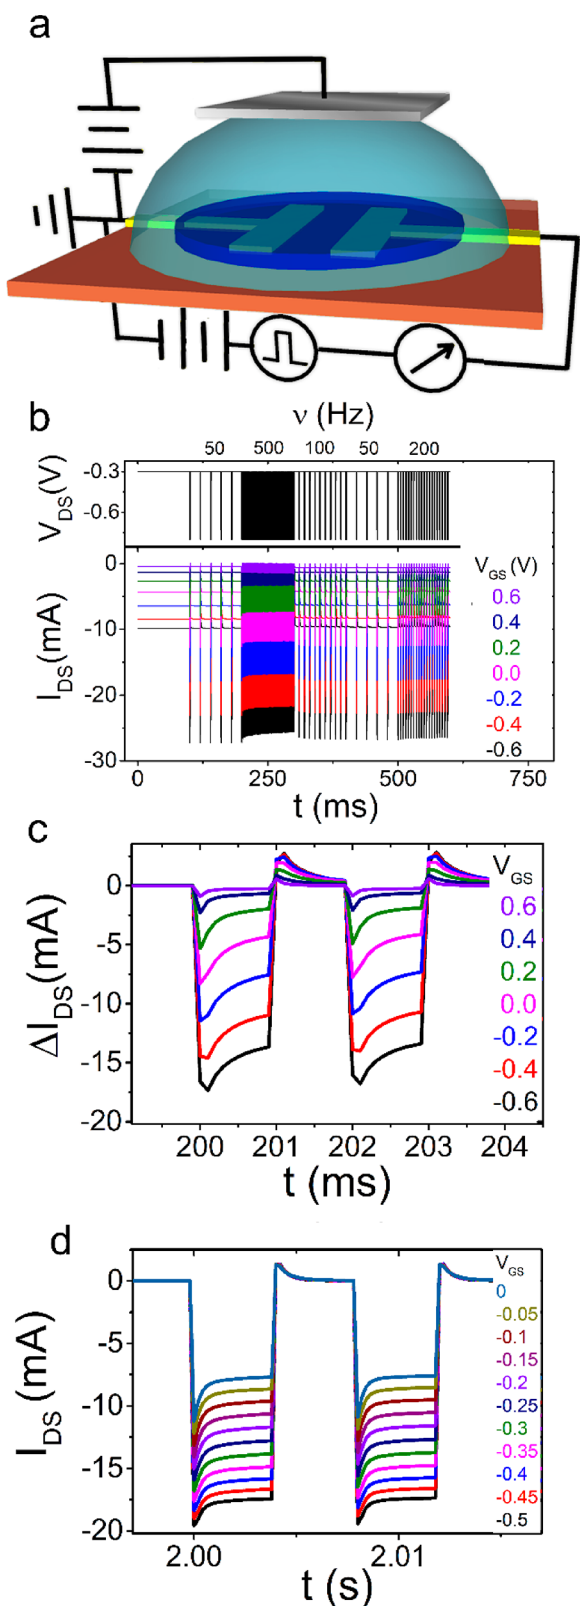 a
b
ν (Hz)
50 500 100 50 200
V_DS(V)
-0.3
-0.6
I_DS(mA)
0
-10
-20
-30
V_GS (V)
0.6
0.4
0.2
0.0
-0.2
-0.4
-0.6
0 250 500 750
t (ms)
c
ΔI_DS(mA)
0
-5
-10
-15
-20
V_GS
0.6
0.4
0.2
0.0
-0.2
-0.4
-0.6
200 201 202 203 204
t (ms)
d
I_DS (mA)
0
-5
-10
-15
-20
V_GS
0
-0.05
-0.1
-0.15
-0.2
-0.25
-0.3
-0.35
-0.4
-0.45
-0.5
2.00 2.01
t (s)